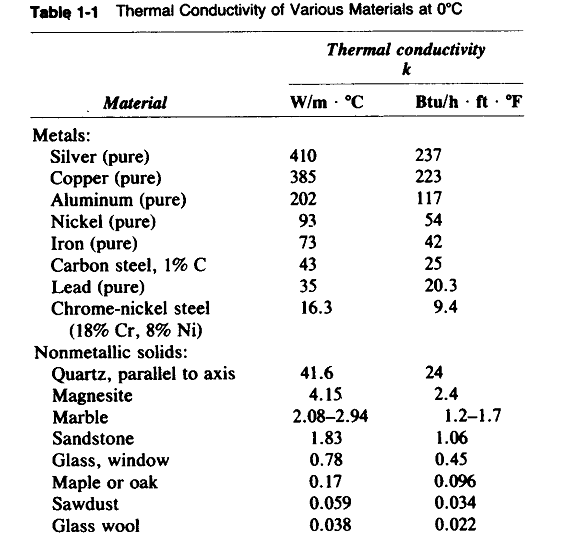 Table 1-1 Thermal Conductivity of Various Materials at 0°C
Thermal conductivity
k
Material W/m · °C Btu/h · ft · °F
Metals:
Silver (pure) 410 237
Copper (pure) 385 223
Aluminum (pure) 202 117
Nickel (pure) 93 54
Iron (pure) 73 42
Carbon steel, 1% C 43 25
Lead (pure) 35 20.3
Chrome-nickel steel 16.3 9.4
(18% Cr, 8% Ni)
Nonmetallic solids:
Quartz, parallel to axis 41.6 24
Magnesite 4.15 2.4
Marble 2.08–2.94 1.2–1.7
Sandstone 1.83 1.06
Glass, window 0.78 0.45
Maple or oak 0.17 0.096
Sawdust 0.059 0.034
Glass wool 0.038 0.022